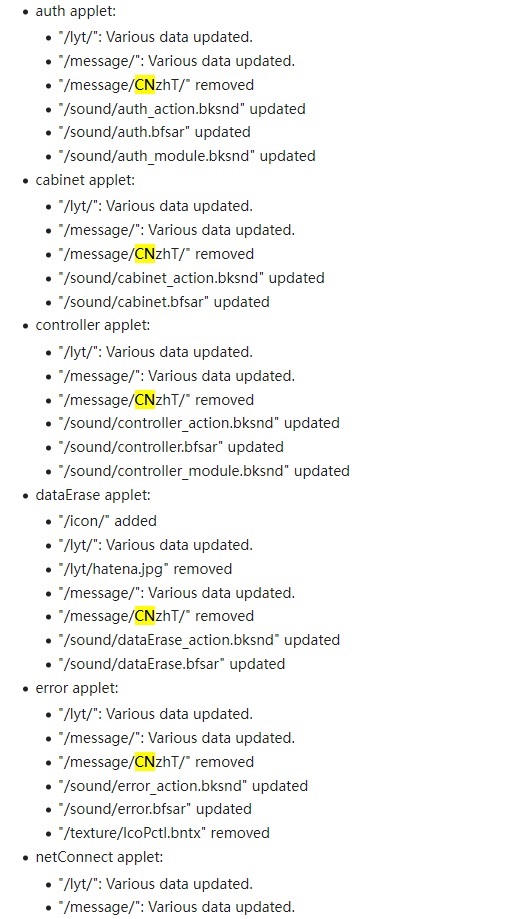 auth applet:
"/lyt/": Various data updated.
"/message/": Various data updated.
"/message/CNzhT/" removed
"/sound/auth_action.bksnd" updated
"/sound/auth.bfsar" updated
"/sound/auth_module.bksnd" updated
cabinet applet:
"/lyt/": Various data updated.
"/message/": Various data updated.
"/message/CNzhT/" removed
"/sound/cabinet_action.bksnd" updated
"/sound/cabinet.bfsar" updated
controller applet:
"/lyt/": Various data updated.
"/message/": Various data updated.
"/message/CNzhT/" removed
"/sound/controller_action.bksnd" updated
"/sound/controller.bfsar" updated
"/sound/controller_module.bksnd" updated
dataErase applet:
"/icon/" added
"/lyt/": Various data updated.
"/lyt/hatena.jpg" removed
"/message/": Various data updated.
"/message/CNzhT/" removed
"/sound/dataErase_action.bksnd" updated
"/sound/dataErase.bfsar" updated
error applet:
"/lyt/": Various data updated.
"/message/": Various data updated.
"/message/CNzhT/" removed
"/sound/error_action.bksnd" updated
"/sound/error.bfsar" updated
"/texture/IcoPctl.bntx" removed
netConnect applet:
"/lyt/": Various data updated.
"/message/": Various data updated.